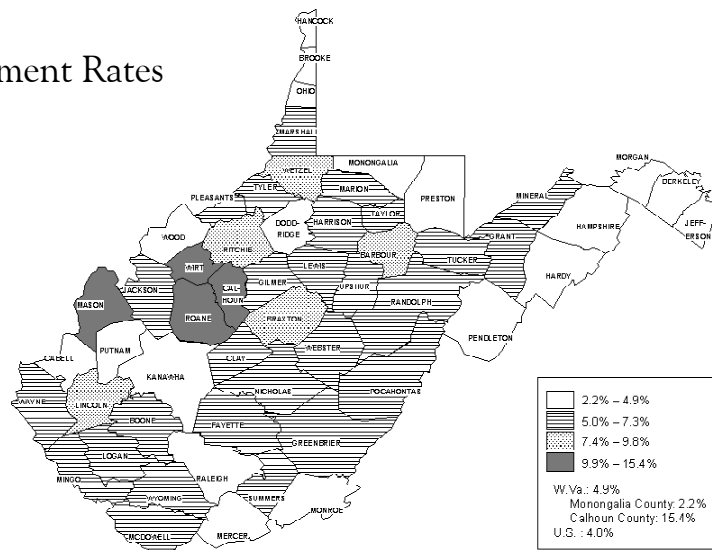 ment Rates
HANCOCK
BROOKE
OHIO
MARSHALL
WETZEL
MONONGALIA
MORGAN
BERKELEY
JEFF-
ERSON
TYLER
MARION
PRESTON
MINERAL
PLEASANTS
DODD-
RIDGE
HARRISON
TAYLOR
HAMPSHIRE
WOOD
RITCHIE
BARBOUR
GRANT
TUCKER
HARDY
WIRT
LEWIS
CAL-
HOUN
GILMER
UPSHUR
RANDOLPH
JACKSON
MASON
ROANE
BRAXTON
PENDLETON
WEBSTER
PUTNAM
CABELL
CLAY
KANAWHA
NICHOLAS
POCAHONTAS
WAYNE
LINCOLN
BOONE
FAYETTE
GREENBRIER
LOGAN
MINGO
RALEIGH
WYOMING
SUMMERS
MONROE
MCDOWELL
MERCER
2.2% – 4.9%
5.0% – 7.3%
7.4% – 9.8%
9.9% – 15.4%
W.Va.: 4.9%
Monongalia County: 2.2%
Calhoun County: 15.4%
U.S. : 4.0%